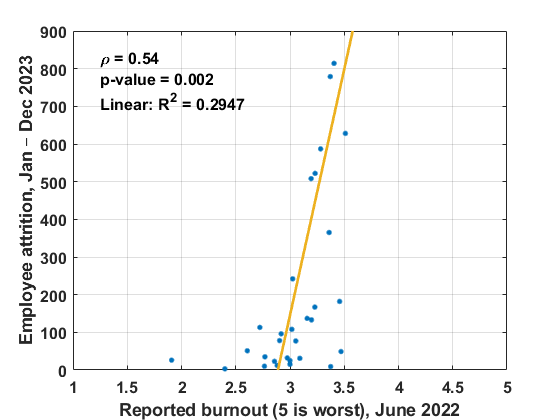 900
800
700
600
500
400
300
200
100
0
Employee attrition, Jan – Dec 2023
ρ = 0.54
p-value = 0.002
Linear: R² = 0.2947
1 1.5 2 2.5 3 3.5 4 4.5 5
Reported burnout (5 is worst), June 2022